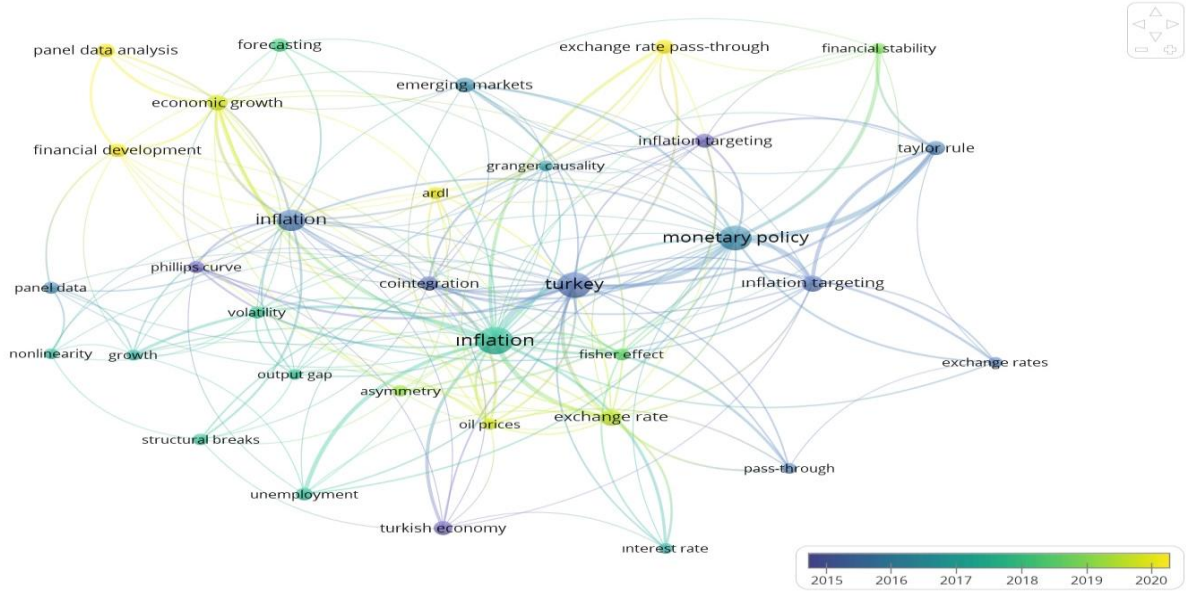 forecasting
exchange rate pass-through
financial stability
panel data analysis
emerging markets
economic growth
inflation targeting
taylor rule
financial development
granger causality
ardl
inflation
monetary policy
phillips curve
cointegration
turkey
ınflation targeting
panel data
volatility
ınflation
nonlinearity
growth
fisher effect
exchange rates
output gap
asymmetry
oil prices
exchange rate
structural breaks
pass-through
unemployment
turkish economy
ınterest rate
2015 2016 2017 2018 2019 2020